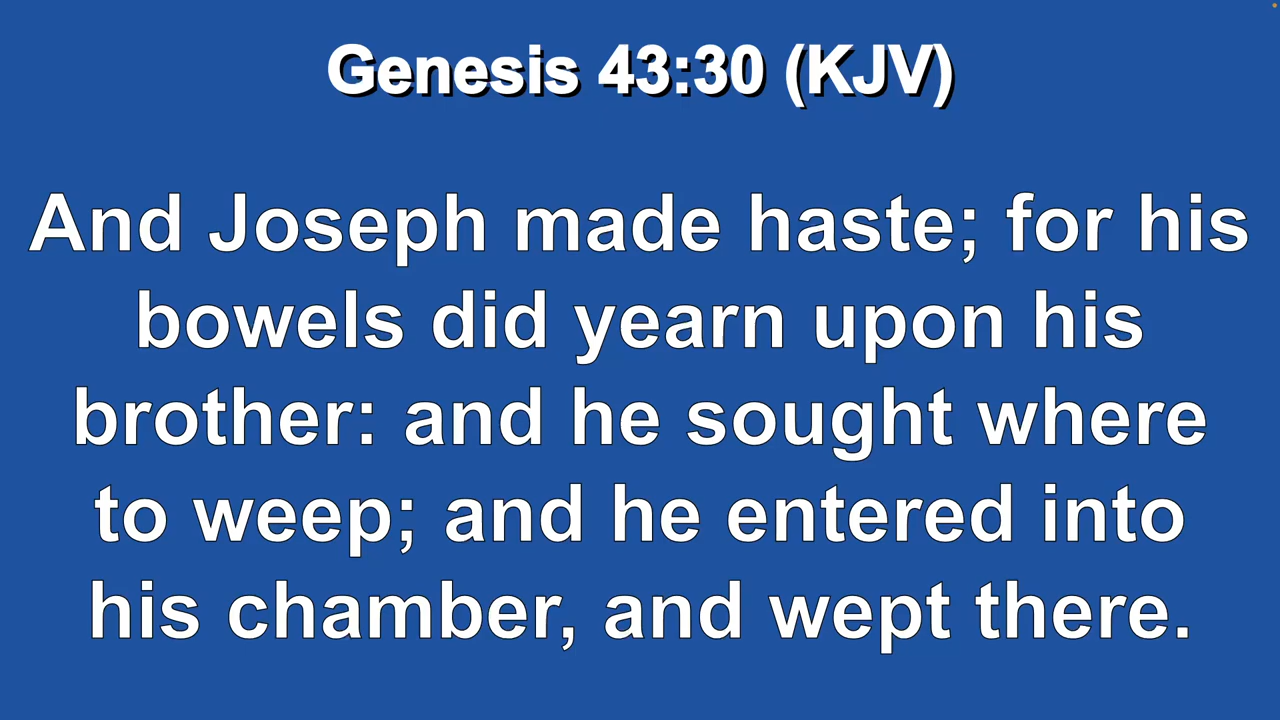 Genesis 43:30 (KJV)
And Joseph made haste; for his
bowels did yearn upon his
brother: and he sought where
to weep; and he entered into
his chamber, and wept there.